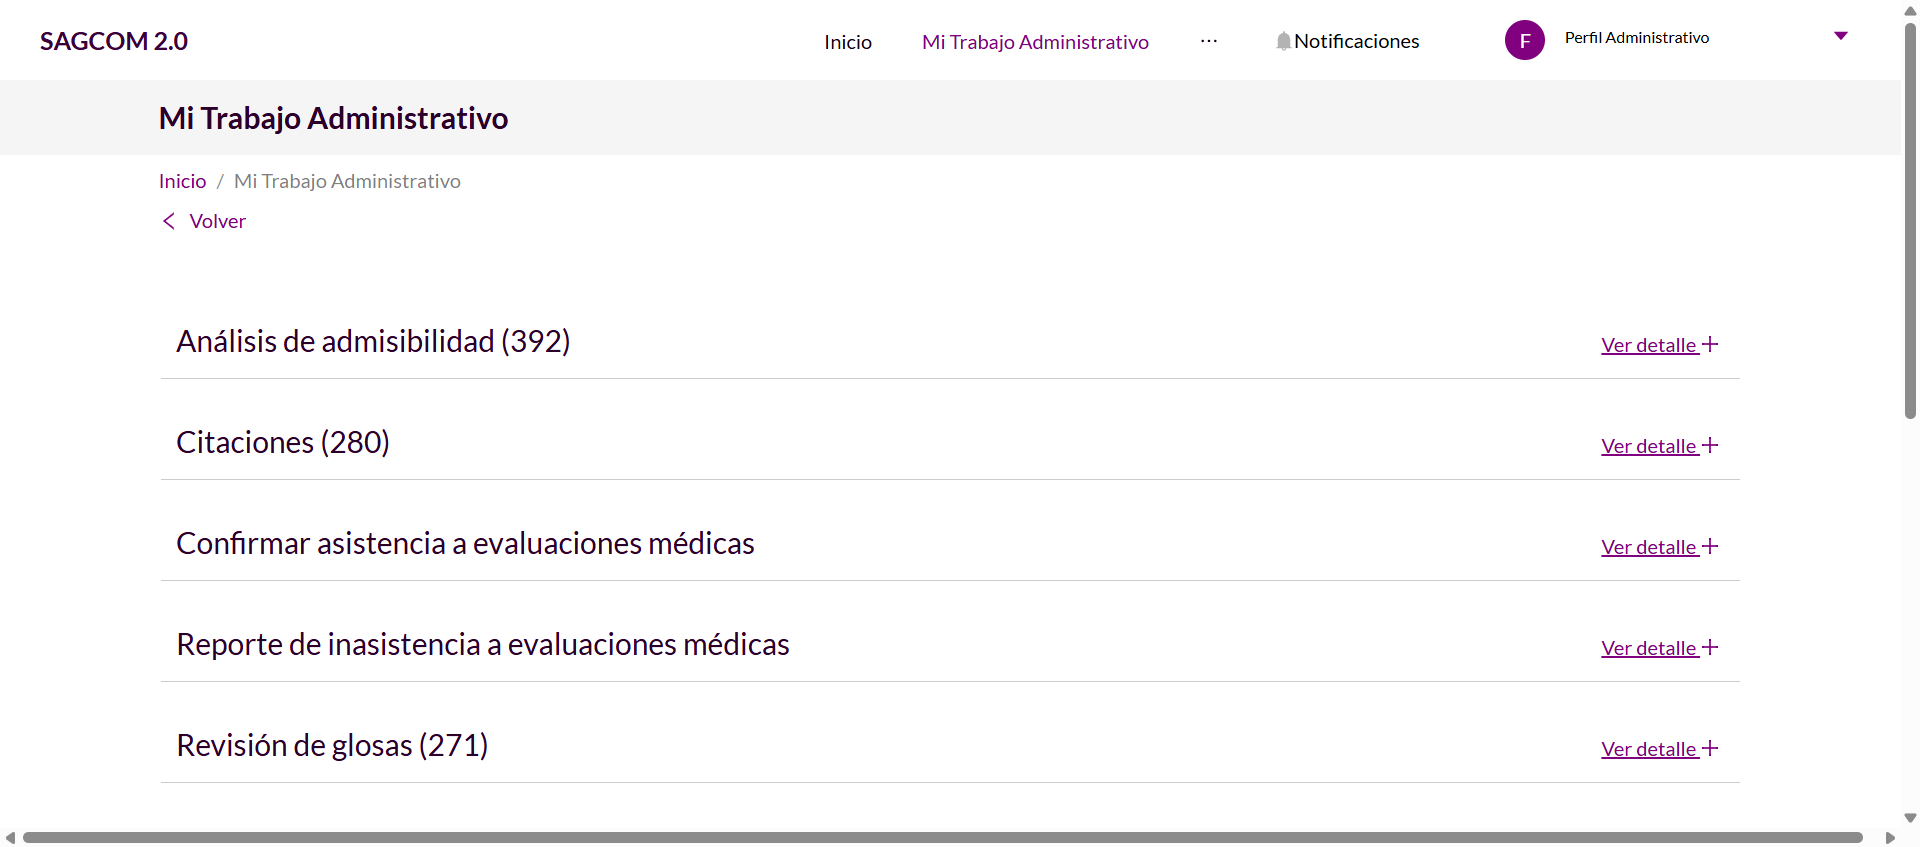 SAGCOM 2.0
Inicio
Mi Trabajo Administrativo
···
Notificaciones
F
Perfil Administrativo
Mi Trabajo Administrativo
Inicio / Mi Trabajo Administrativo
< Volver
Análisis de admisibilidad (392)
Ver detalle +
Citaciones (280)
Ver detalle +
Confirmar asistencia a evaluaciones médicas
Ver detalle +
Reporte de inasistencia a evaluaciones médicas
Ver detalle +
Revisión de glosas (271)
Ver detalle +